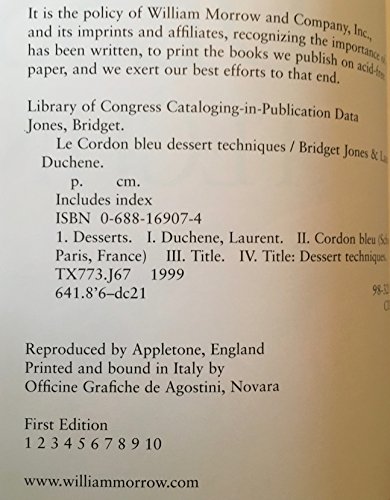 It is the policy of William Morrow and Company, Inc.,
and its imprints and affiliates, recognizing the importance
has been written, to print the books we publish on acid-free
paper, and we exert our best efforts to that end.
Library of Congress Cataloging-in-Publication Data
Jones, Bridget.
Le Cordon bleu dessert techniques / Bridget Jones &
Duchene.
p. cm.
Includes index
ISBN 0-688-16907-4
1. Desserts. I. Duchene, Laurent. II. Cordon bleu
Paris, France) III. Title. IV. Title: Dessert techniques.
TX773.J67 1999
641.8'6–dc21
Reproduced by Appletone, England
Printed and bound in Italy by
Officine Grafiche de Agostini, Novara
First Edition
1 2 3 4 5 6 7 8 9 10
www.williammorrow.com